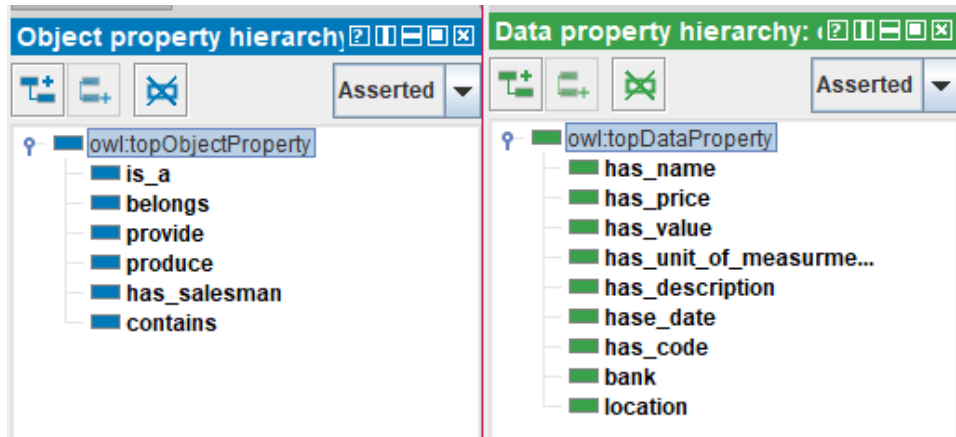 Object property hierarchy
Asserted
owl:topObjectProperty
is_a
belongs
provide
produce
has_salesman
contains
Data property hierarchy:
Asserted
owl:topDataProperty
has_name
has_price
has_value
has_unit_of_measurme...
has_description
hase_date
has_code
bank
location